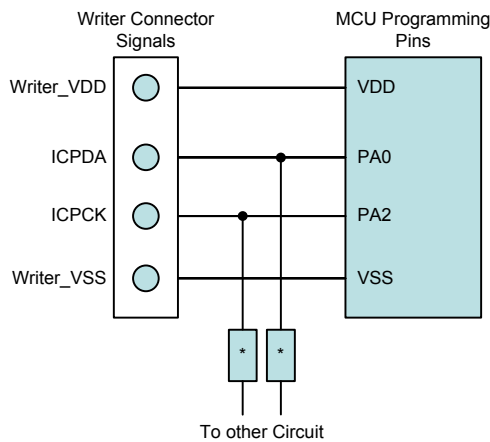 Writer Connector
Signals
MCU Programming
Pins
Writer_VDD
VDD
ICPDA
PA0
ICPCK
PA2
Writer_VSS
VSS
* *
To other Circuit